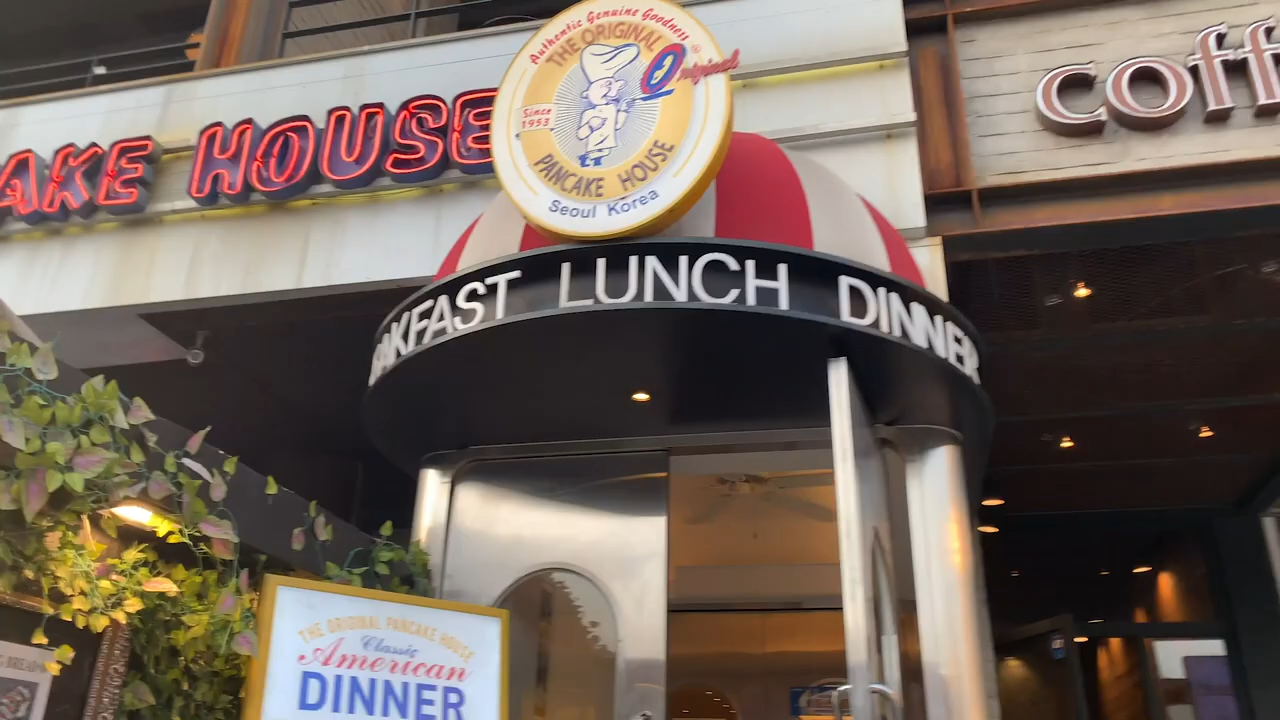 AKE HOUSE
Authentic Genuine Goodness
THE ORIGINAL
Original
Since
1953
PANCAKE HOUSE
Seoul Korea
coff
AKFAST LUNCH DINNER
THE ORIGINAL PANCAKE HOUSE
Classic
American
DINNER